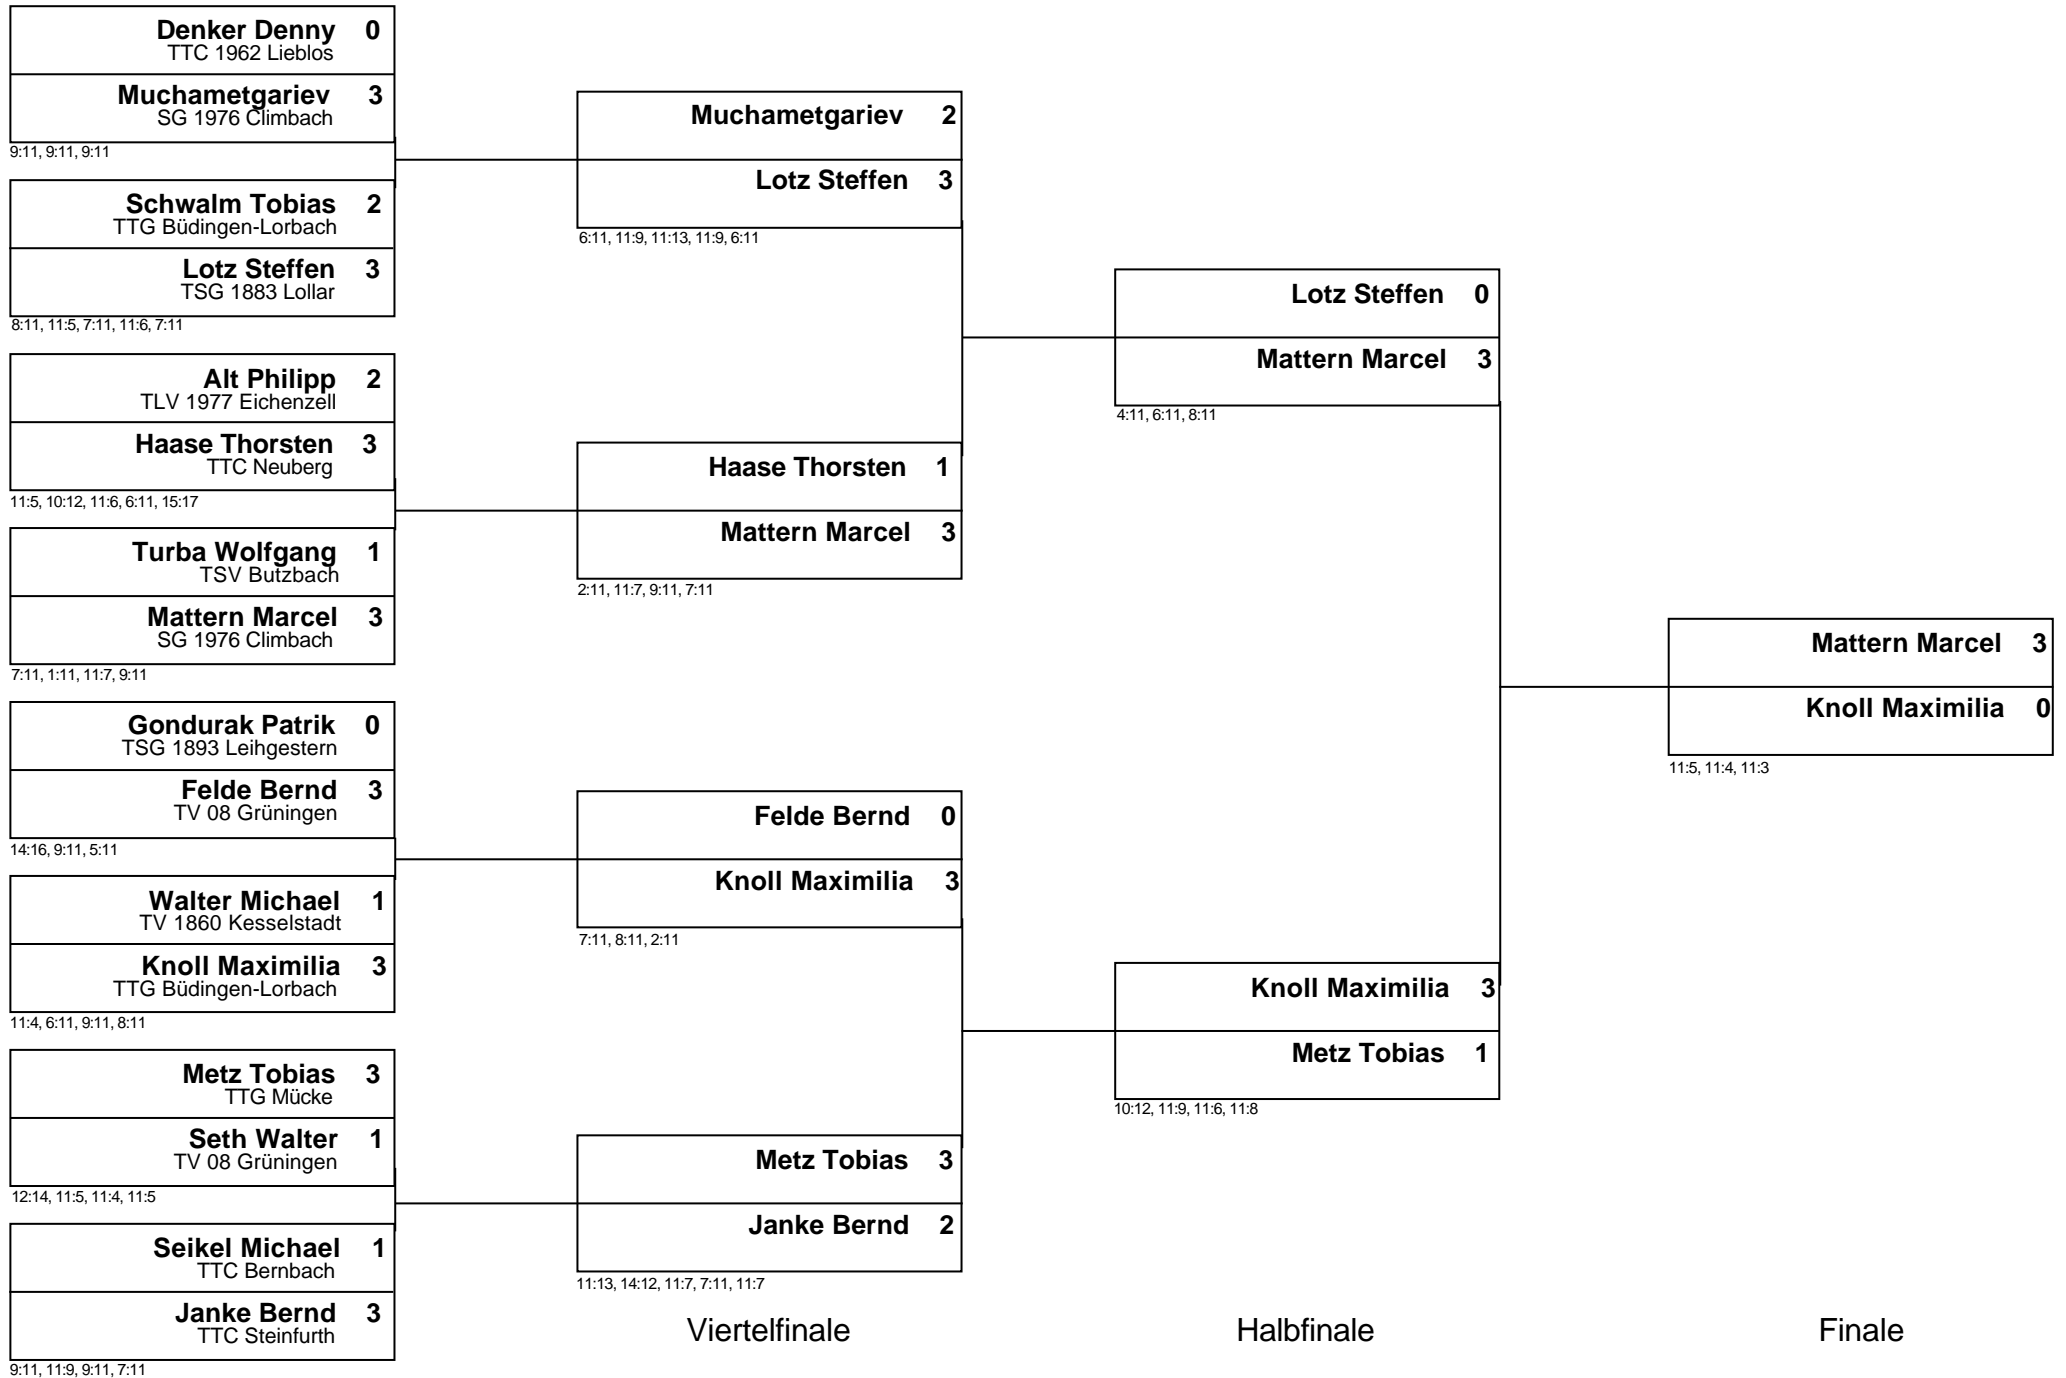 Denker Denny 0
TTC 1962 Lieblos
Muchametgariev 3
SG 1976 Climbach
9:11, 9:11, 9:11
Schwalm Tobias 2
TTG Büdingen-Lorbach
Lotz Steffen 3
TSG 1883 Lollar
8:11, 11:5, 7:11, 11:6, 7:11
Alt Philipp 2
TLV 1977 Eichenzell
Haase Thorsten 3
TTC Neuberg
11:5, 10:12, 11:6, 6:11, 15:17
Turba Wolfgang 1
TSV Butzbach
Mattern Marcel 3
SG 1976 Climbach
7:11, 1:11, 11:7, 9:11
Gondurak Patrik 0
TSG 1893 Leihgestern
Felde Bernd 3
TV 08 Grüningen
14:16, 9:11, 5:11
Walter Michael 1
TV 1860 Kesselstadt
Knoll Maximilia 3
TTG Büdingen-Lorbach
11:4, 6:11, 9:11, 8:11
Metz Tobias 3
TTG Mücke
Seth Walter 1
TV 08 Grüningen
12:14, 11:5, 11:4, 11:5
Seikel Michael 1
TTC Bernbach
Janke Bernd 3
TTC Steinfurth
9:11, 11:9, 9:11, 7:11
Muchametgariev 2
Lotz Steffen 3
6:11, 11:9, 11:13, 11:9, 6:11
Haase Thorsten 1
Mattern Marcel 3
2:11, 11:7, 9:11, 7:11
Felde Bernd 0
Knoll Maximilia 3
7:11, 8:11, 2:11
Metz Tobias 3
Janke Bernd 2
11:13, 14:12, 11:7, 7:11, 11:7
Viertelfinale
Lotz Steffen 0
Mattern Marcel 3
4:11, 6:11, 8:11
Knoll Maximilia 3
Metz Tobias 1
10:12, 11:9, 11:6, 11:8
Halbfinale
Mattern Marcel 3
Knoll Maximilia 0
11:5, 11:4, 11:3
Finale